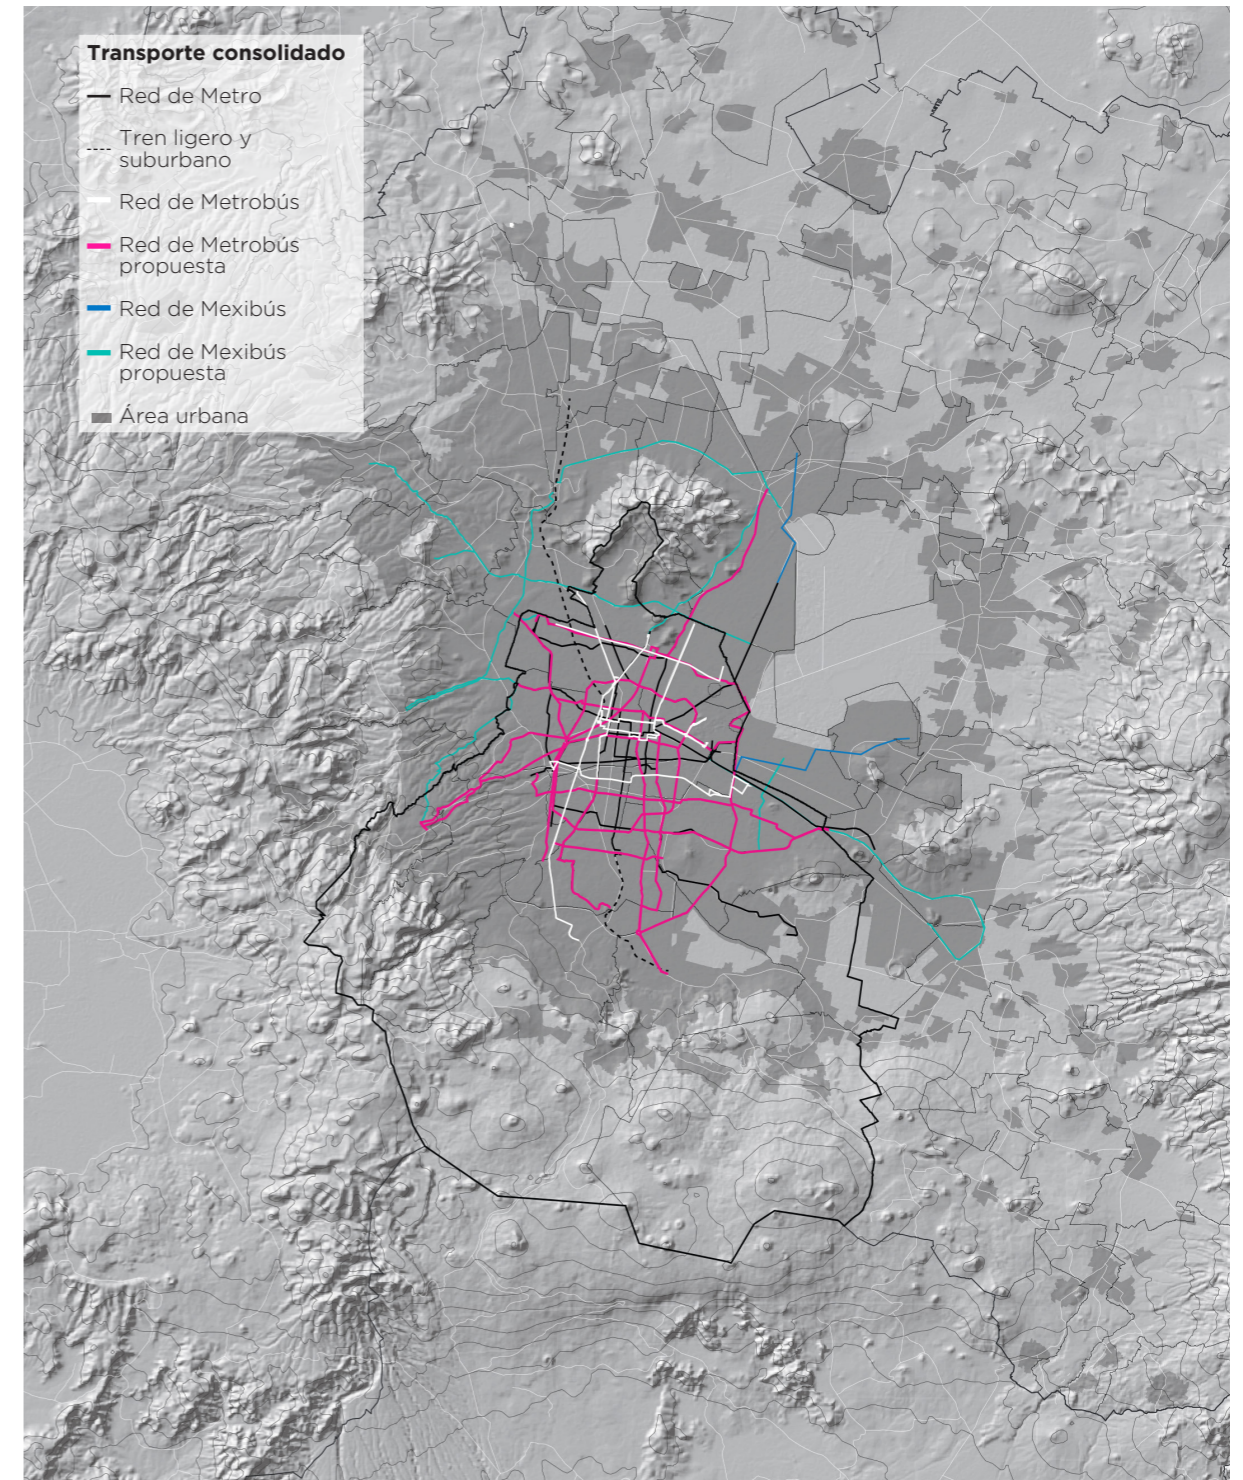 Transporte consolidado
Red de Metro
Tren ligero y
suburbano
Red de Metrobús
Red de Metrobús
propuesta
Red de Mexibús
Red de Mexibús
propuesta
Área urbana